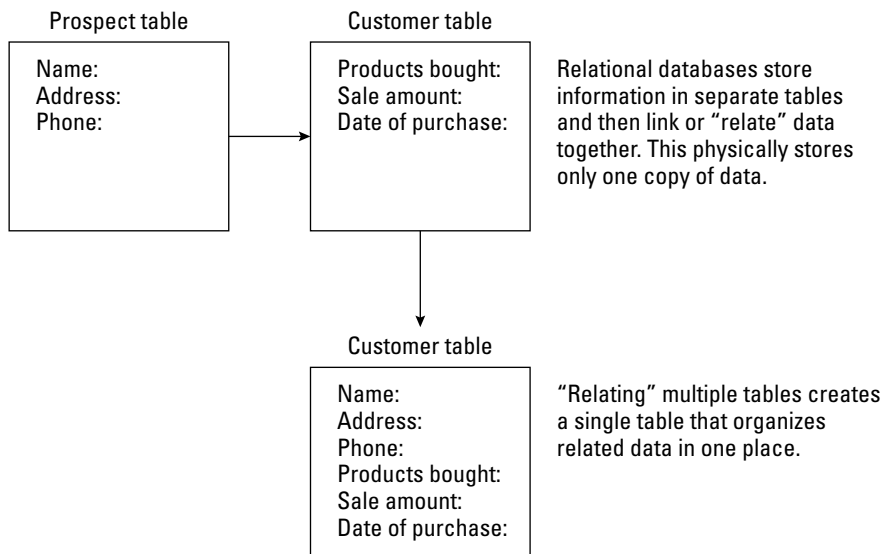 Prospect table
Name:
Address:
Phone:
Customer table
Products bought:
Sale amount:
Date of purchase:
Relational databases store
information in separate tables
and then link or “relate” data
together. This physically stores
only one copy of data.
Customer table
Name:
Address:
Phone:
Products bought:
Sale amount:
Date of purchase:
“Relating” multiple tables creates
a single table that organizes
related data in one place.